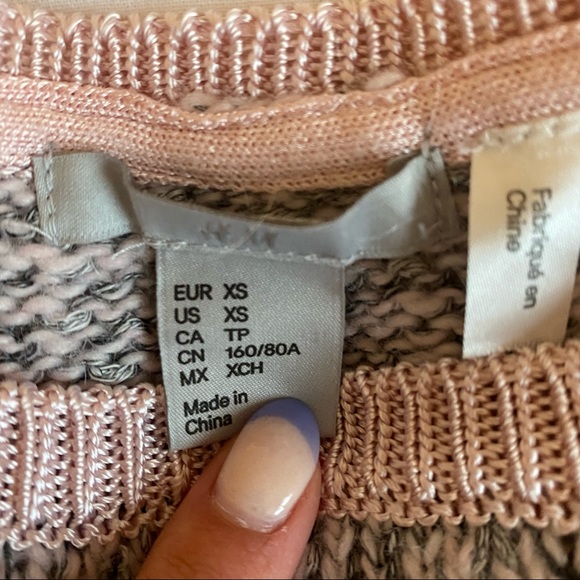 EUR XS
US XS
CA TP
CN 160/80A
MX XCH
Made in
China
Fabriqué en
Chine